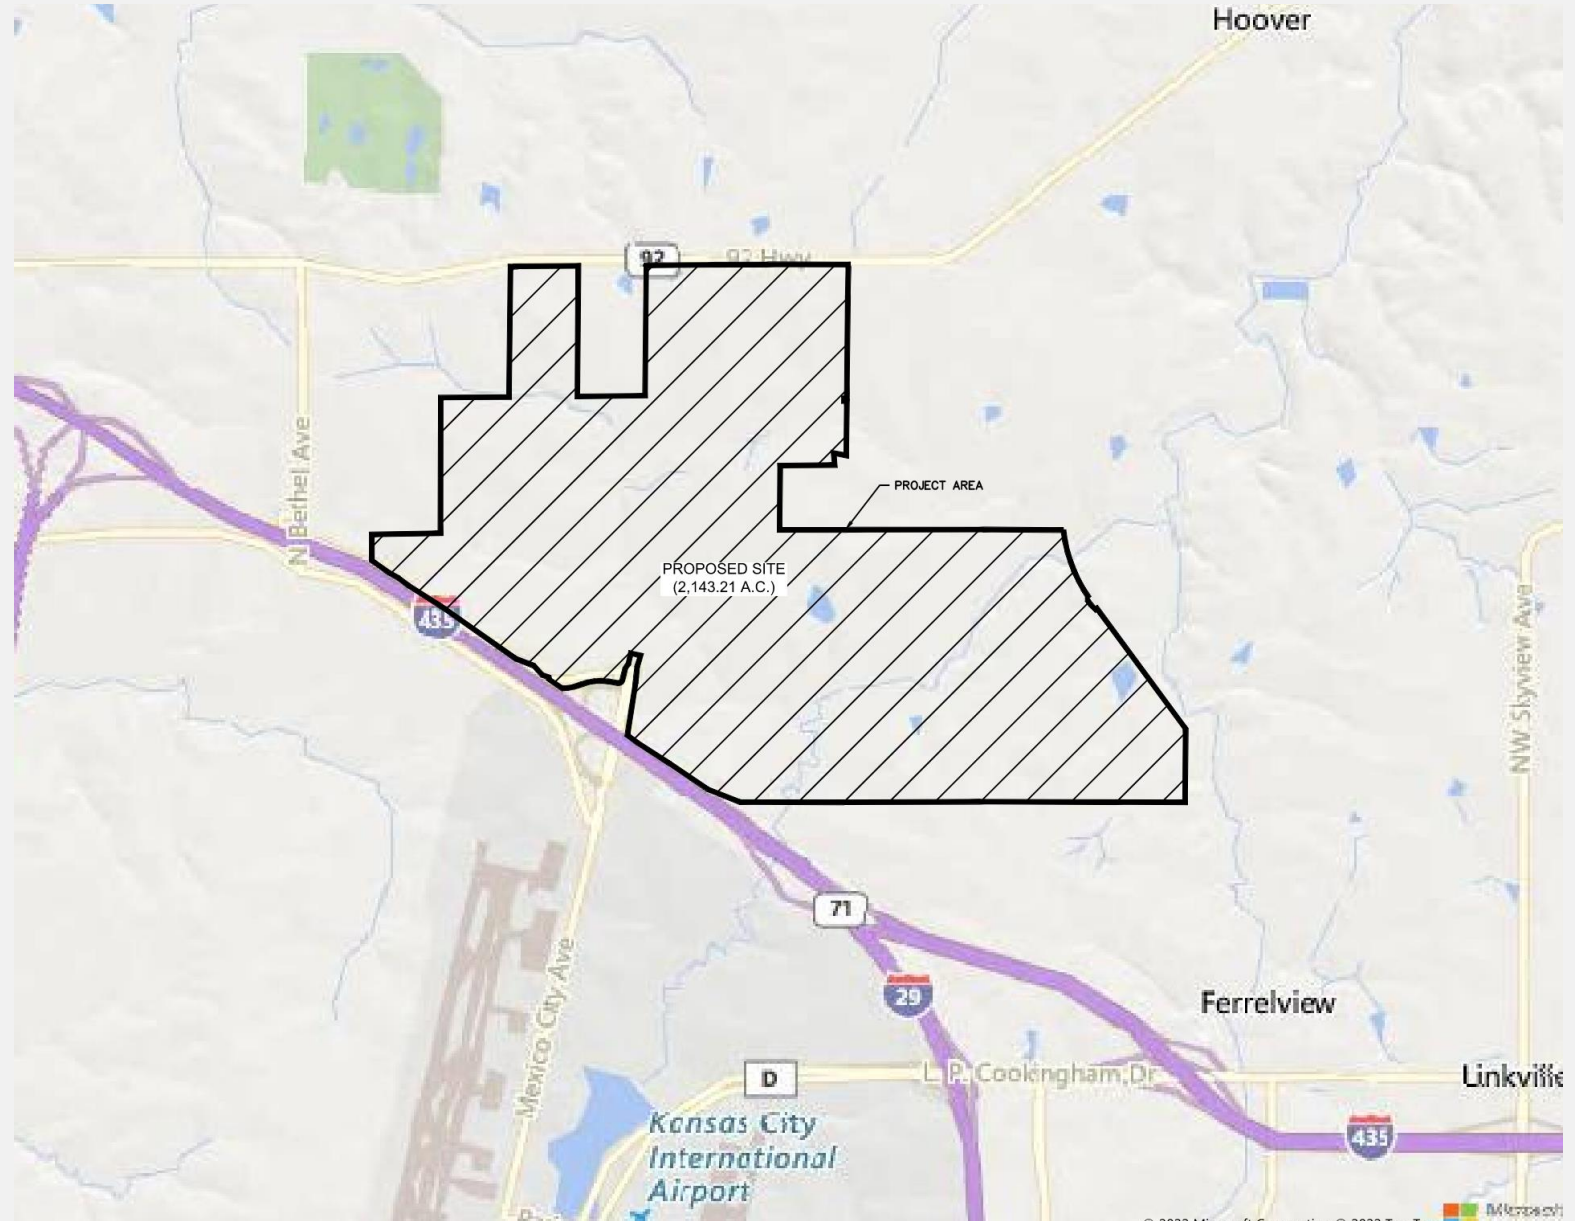 Hoover
92
92 Hwy
N Bethel Ave
PROJECT AREA
PROPOSED SITE
(2,143.21 A.C.)
435
NW Skyview Ave
71
29
Mexico City Ave
Ferrelview
D
L. P. Cookingham Dr
Linkville
Kansas City
International
Airport
435
Microsoft